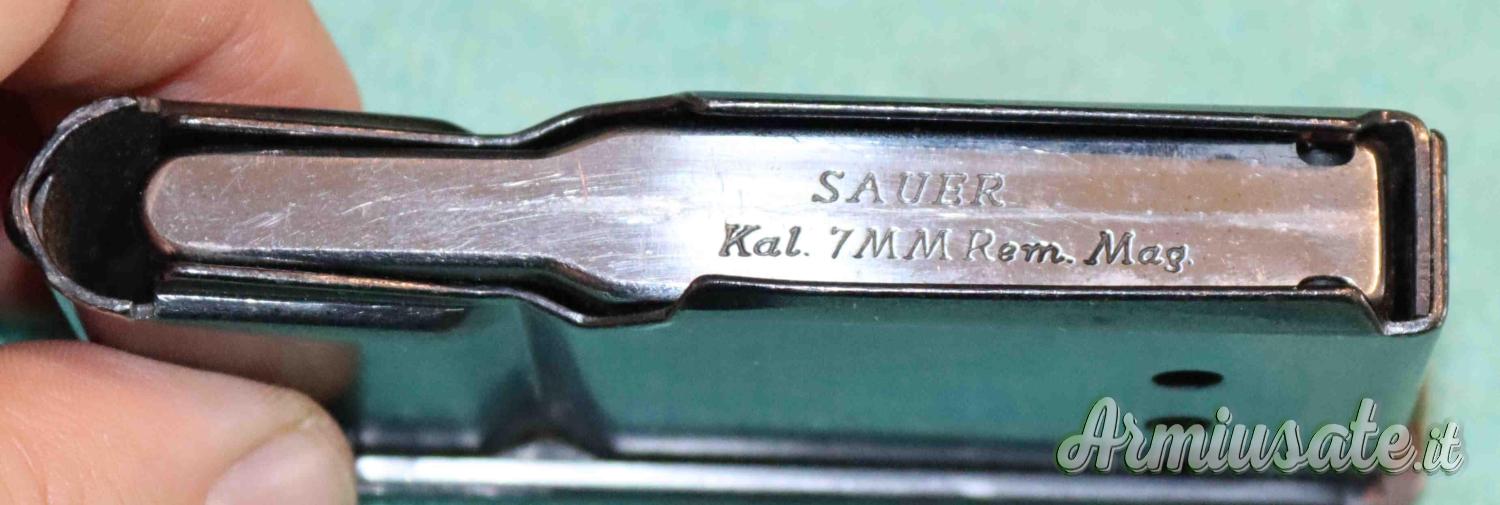 SAUER
Kal. 7MM Rem. Mag.
Armiusate.it